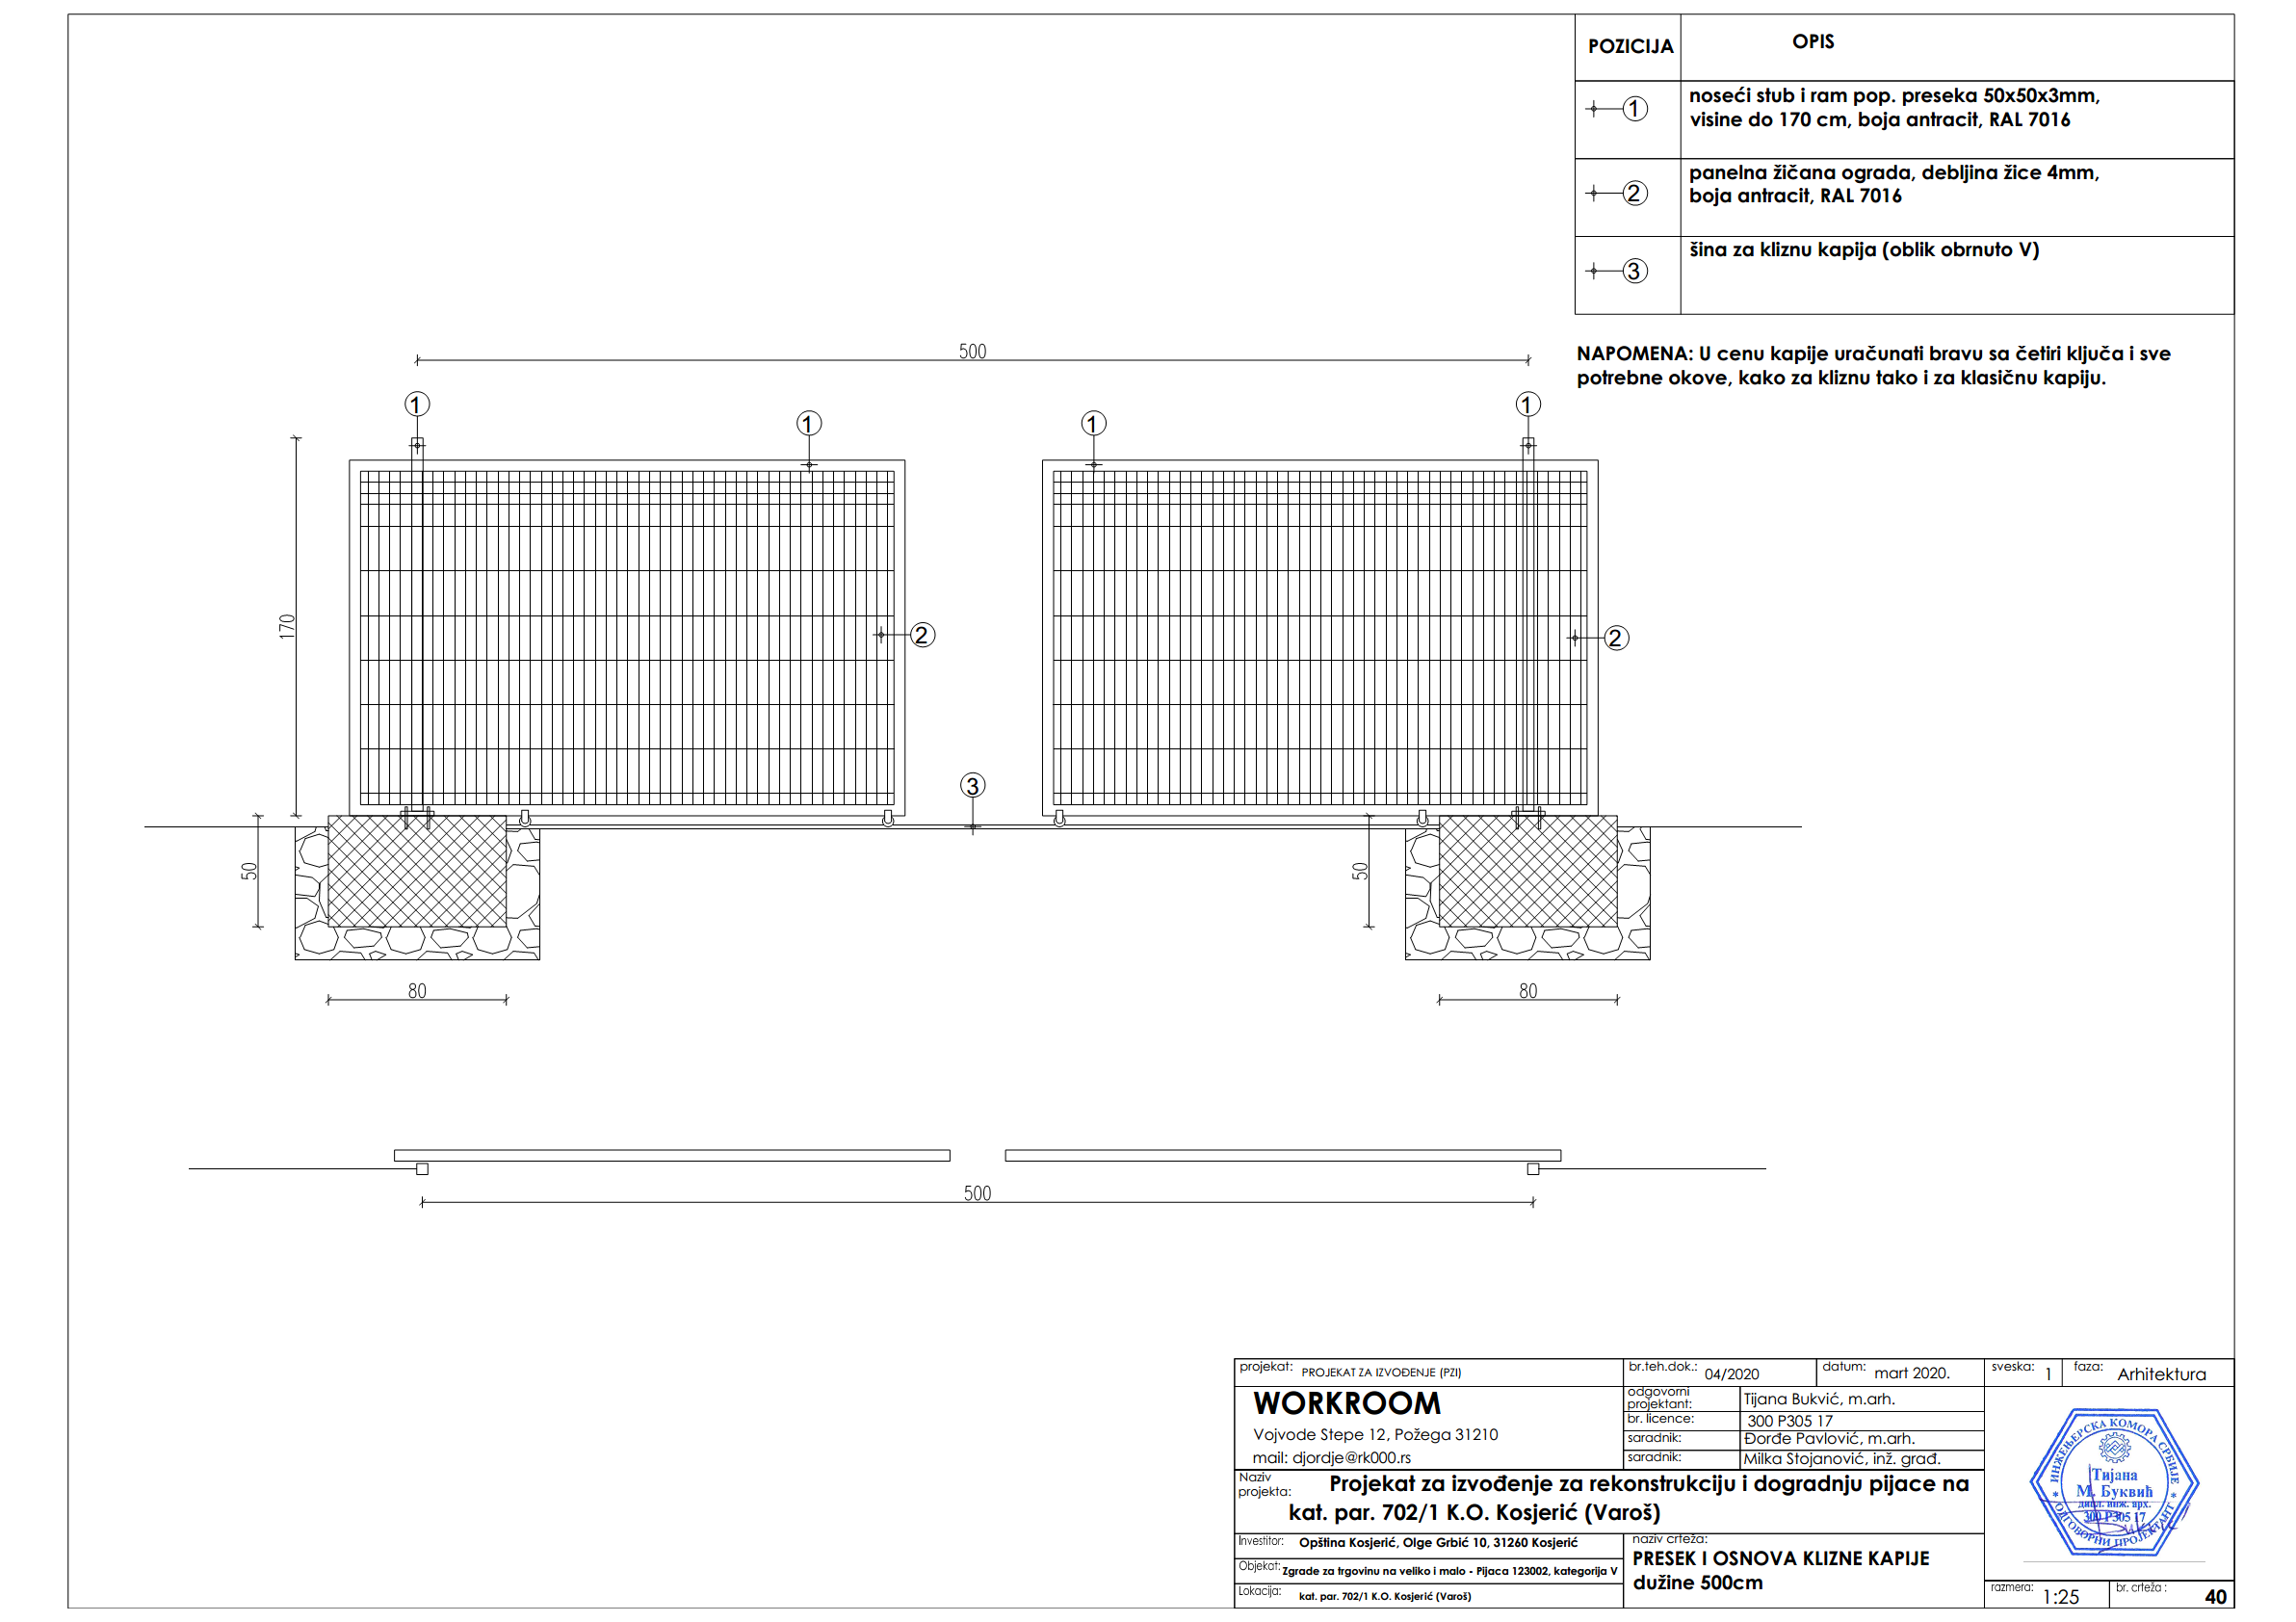 POZICIJA
OPIS
1
noseći stub i ram pop. preseka 50x50x3mm,
visine do 170 cm, boja antracit, RAL 7016
2
panelna žičana ograda, debljina žice 4mm,
boja antracit, RAL 7016
3
šina za kliznu kapija (oblik obrnuto V)
NAPOMENA: U cenu kapije uračunati bravu sa četiri ključa i sve
potrebne okove, kako za kliznu tako i za klasičnu kapiju.
500
1
1
1
1
170
2
2
3
50
50
80
80
500
projekat: PROJEKAT ZA IZVOĐENJE (PZI)
br.teh.dok.: 04/2020
datum: mart 2020.
sveska: 1
faza: Arhitektura
WORKROOM
Vojvode Stepe 12, Požega 31210
mail: djordje@rk000.rs
odgovorni
projektant: Tijana Bukvić, m.arh.
br. licence: 300 P305 17
saradnik: Đorđe Pavlović, m.arh.
saradnik: Milka Stojanović, inž. građ.
Naziv
projekta:
Projekat za izvođenje za rekonstrukciju i dogradnju pijace na
kat. par. 702/1 K.O. Kosjerić (Varoš)
Investitor: Opština Kosjerić, Olge Grbić 10, 31260 Kosjerić
Objekat: Zgrade za trgovinu na veliko i malo - Pijaca 123002, kategorija V
Lokacija: kat. par. 702/1 K.O. Kosjerić (Varoš)
naziv crteža:
PRESEK I OSNOVA KLIZNE KAPIJE
dužine 500cm
ИНЖЕЊЕРСКА КОМОРА СРБИЈЕ
Тијана
М. Буквић
дипл. инж. арх.
300 Р305 17
ОДГОВОРНИ ПРОЈЕКТАНТ
razmera: 1:25
br. crteža : 40